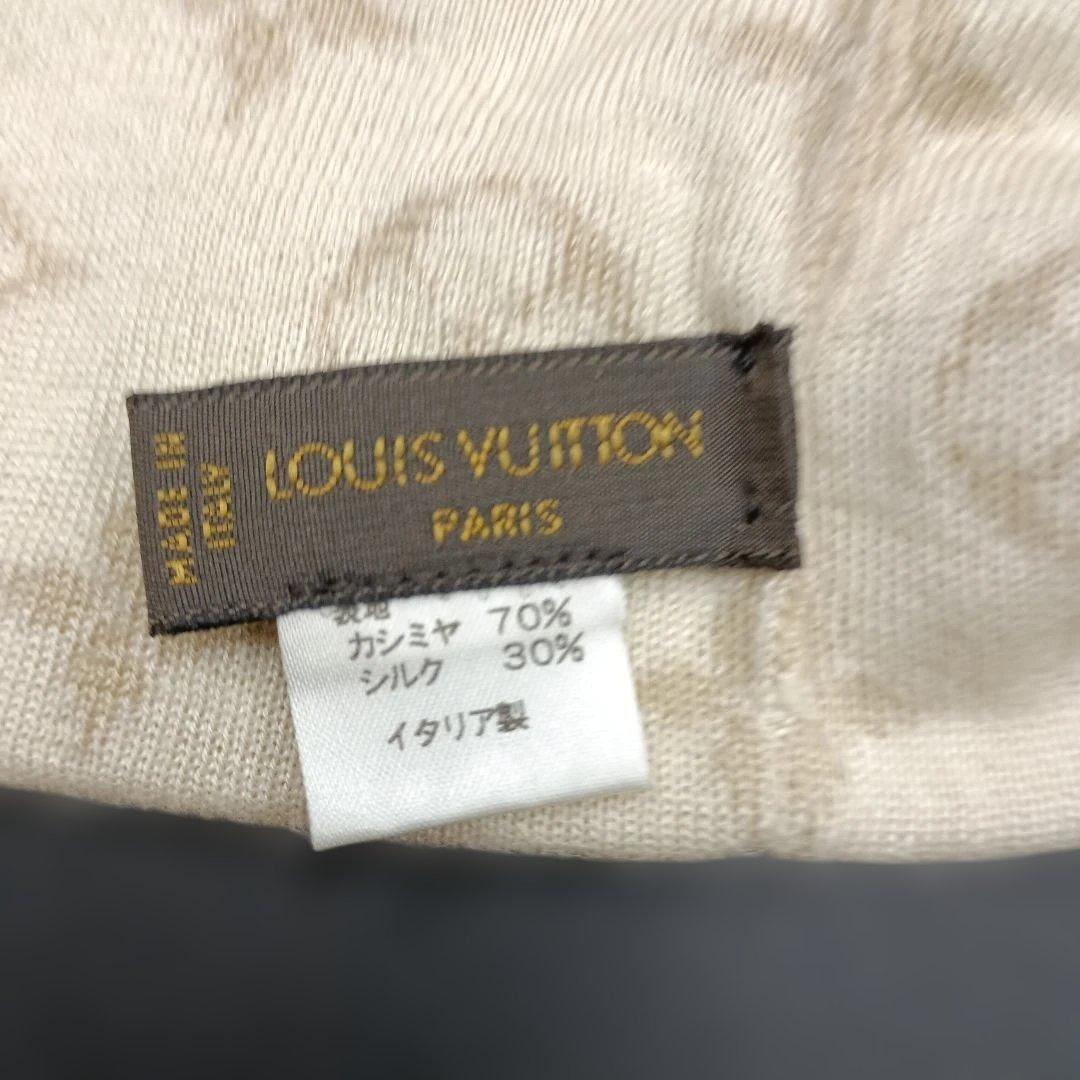 MADE IN
ITALY
LOUIS VUITTON
PARIS
表地
カシミヤ 70%
シルク 30%
イタリア製